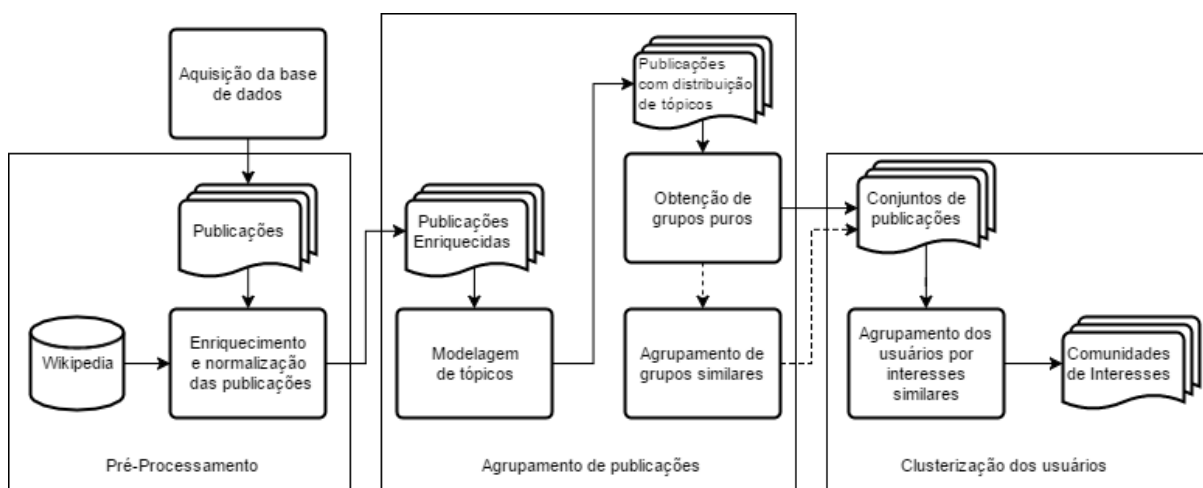 Aquisição da base
de dados
Publicações
Wikipedia
Enriquecimento
e normalização
das publicações
Pré-Processamento
Publicações
Enriquecidas
Modelagem
de tópicos
Publicações
com distribuição
de tópicos
Obtenção de
grupos puros
Agrupamento de
grupos similares
Agrupamento de publicações
Conjuntos de
publicações
Agrupamento dos
usuários por
interesses
similares
Comunidades
de Interesses
Clusterização dos usuários